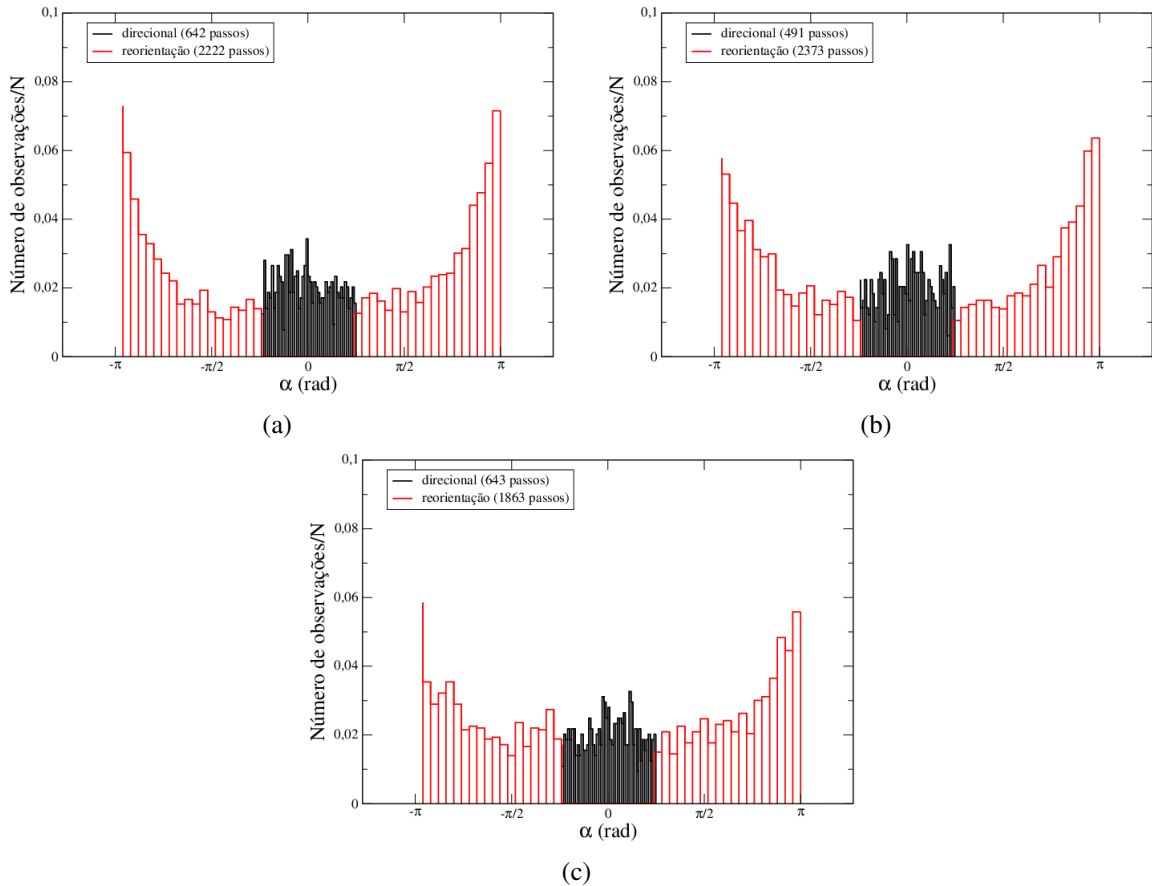 direcional (642 passos)
reorientação (2222 passos)
Número de observações/N
0,1
0,08
0,06
0,04
0,02
0
-π
-π/2
0
π/2
π
α (rad)
(a)
direcional (491 passos)
reorientação (2373 passos)
Número de observações/N
0,1
0,08
0,06
0,04
0,02
0
-π
-π/2
0
π/2
π
α (rad)
(b)
direcional (643 passos)
reorientação (1863 passos)
Número de observações/N
0,1
0,08
0,06
0,04
0,02
0
-π
-π/2
0
π/2
π
α (rad)
(c)